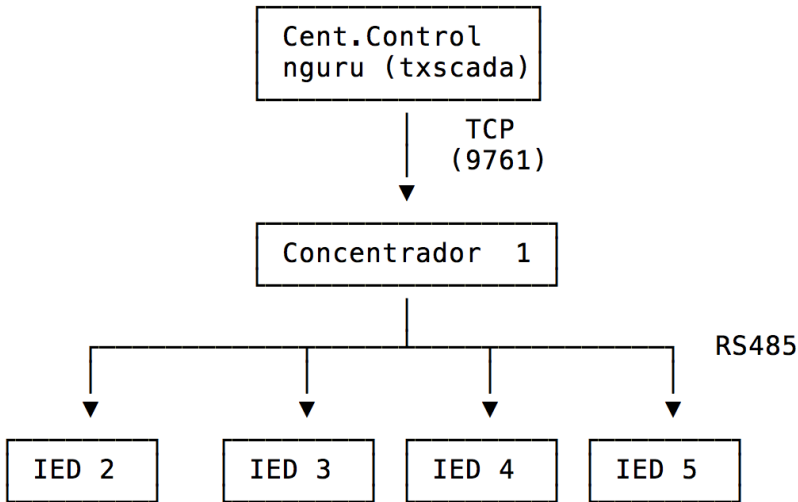 Cent.Control
nguru (txscada)
TCP
(9761)
Concentrador 1
RS485
IED 2
IED 3
IED 4
IED 5